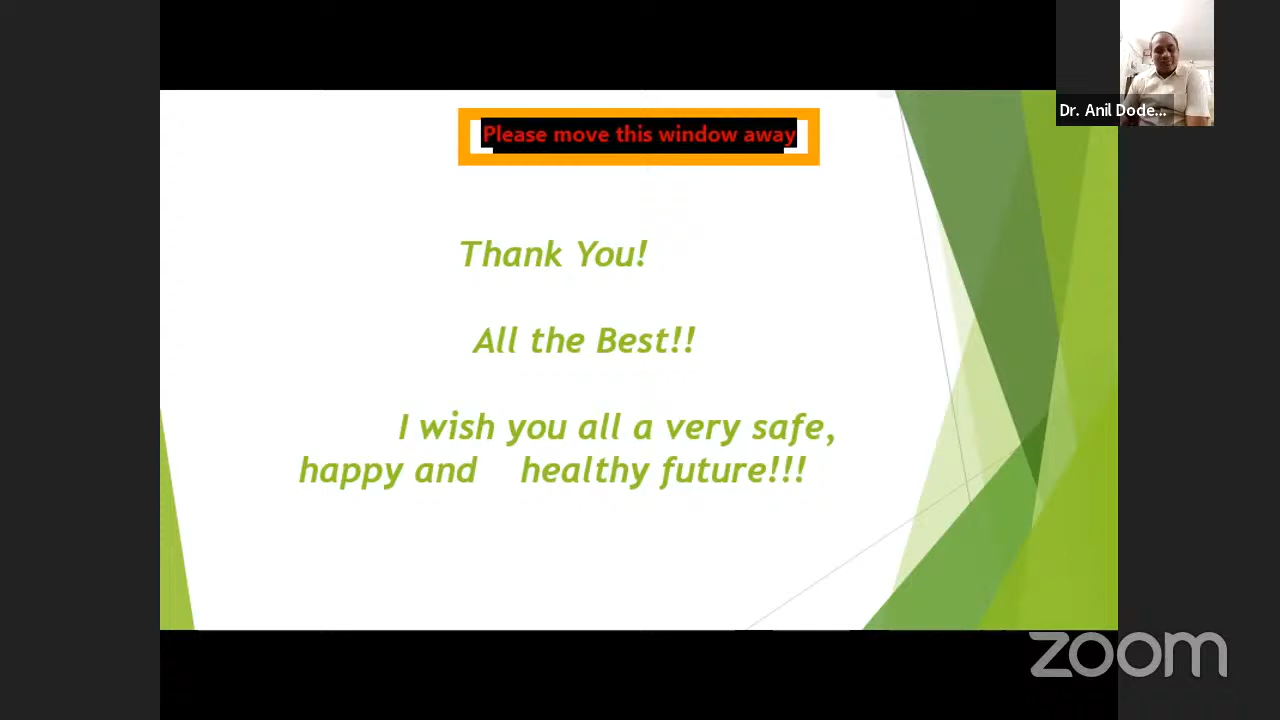 Please move this window away
Dr. Anil Dode...
Thank You!
All the Best!!
I wish you all a very safe,
happy and healthy future!!!
zoom